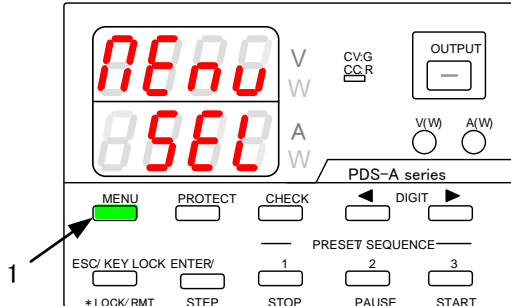 MEnu V W
CV:G
CC:R
OUTPUT
SEL A W
V(W) A(W)
PDS-A series
MENU PROTECT CHECK ◀ DIGIT ▶
PRESET/ SEQUENCE
ESC/ KEY LOCK ENTER/ 1 2 3
*LOCK/RMT STEP STOP PAUSE START
1